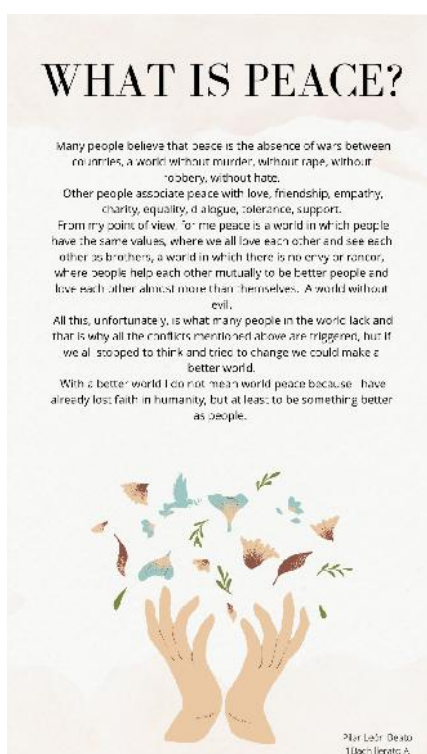 WHAT IS PEACE?
Many people believe that peace is the absence of wars between
countries, a world without murder, without rape, without
robbery, without hate.
Other people associate peace with love, friendship, empathy,
charity, equality, dialogue, tolerance, support.
From my point of view, for me peace is a world in which people
have the same values, where we all love each other and see each
other as brothers, a world in which there is no envy or rancor,
where people help each other mutually to be better people and
love each other almost more than themselves. A world without
evil.
All this, unfortunately, is what many people in the world lack and
that is why all the conflicts mentioned above are triggered, but if
we all stopped to think and tried to change we could make a
better world.
With a better world I do not mean world peace because I have
already lost faith in humanity, but at least to be something better
as people.
Pilar León Beato
1Bachillerato A